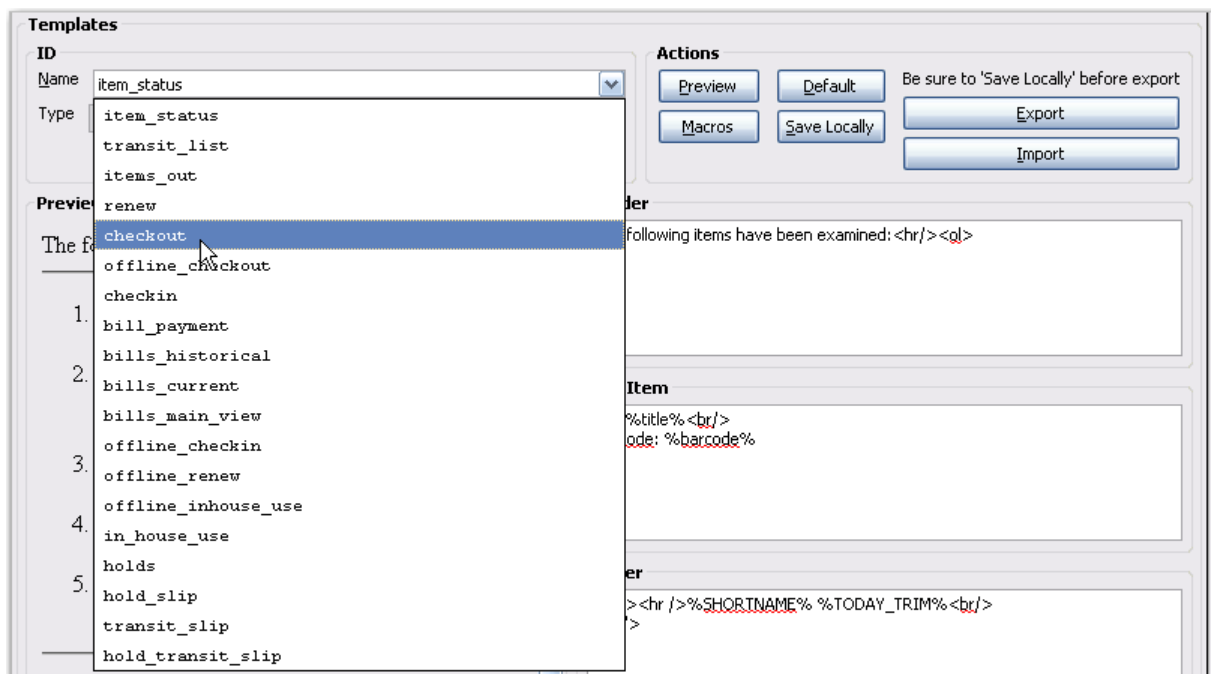 Templates
ID
Name item_status
Type
item_status
transit_list
items_out
renew
checkout
offline_checkout
checkin
bill_payment
bills_historical
bills_current
bills_main_view
offline_checkin
offline_renew
offline_inhouse_use
in_house_use
holds
hold_slip
transit_slip
hold_transit_slip
Actions
Preview Default Be sure to 'Save Locally' before export
Macros Save Locally Export
Import
The
1.
2.
3.
4.
5.
following items have been examined:<hr/><ol>
Item
%title%<br/>
ode: %barcode%
er
><hr />%SHORTNAME% %TODAY_TRIM%<br/>
>